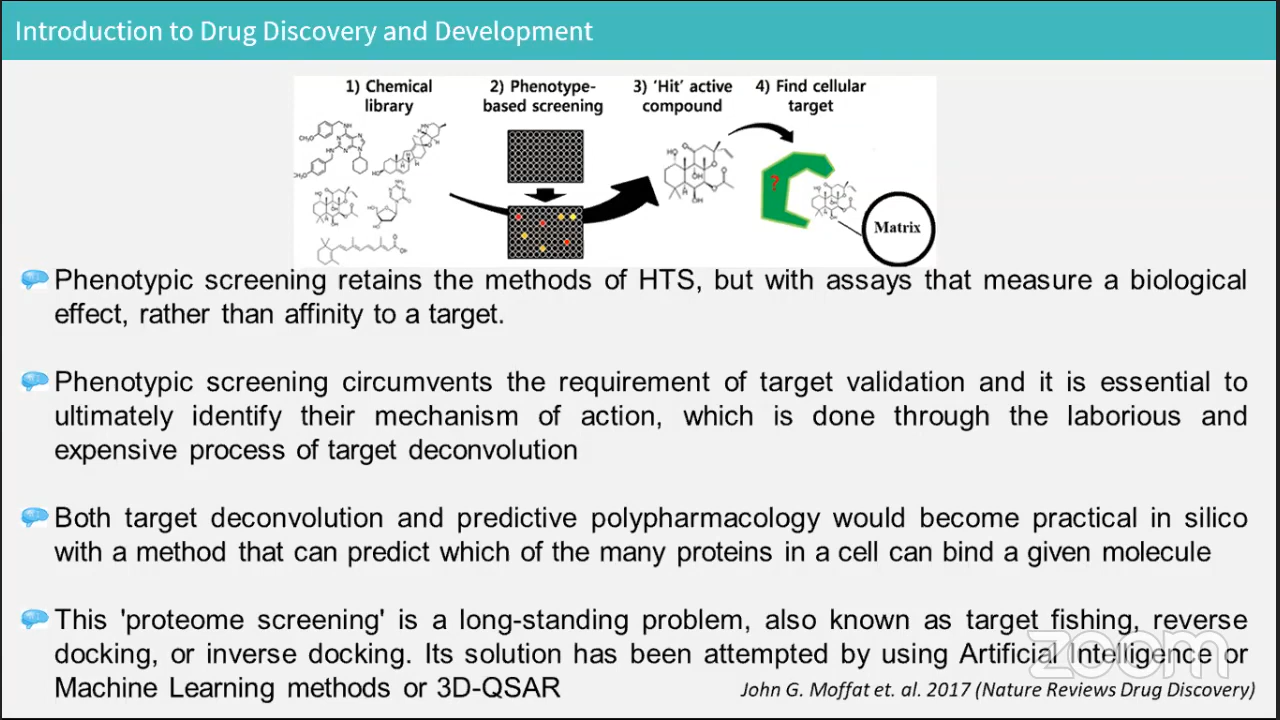 Introduction to Drug Discovery and Development
1) Chemical
library
2) Phenotype-
based screening
3) ‘Hit’ active
compound
4) Find cellular
target
?
Matrix
Phenotypic screening retains the methods of HTS, but with assays that measure a biological
effect, rather than affinity to a target.
Phenotypic screening circumvents the requirement of target validation and it is essential to
ultimately identify their mechanism of action, which is done through the laborious and
expensive process of target deconvolution
Both target deconvolution and predictive polypharmacology would become practical in silico
with a method that can predict which of the many proteins in a cell can bind a given molecule
This 'proteome screening' is a long-standing problem, also known as target fishing, reverse
docking, or inverse docking. Its solution has been attempted by using Artificial Intelligence or
Machine Learning methods or 3D-QSAR
zoom
John G. Moffat et. al. 2017 (Nature Reviews Drug Discovery)